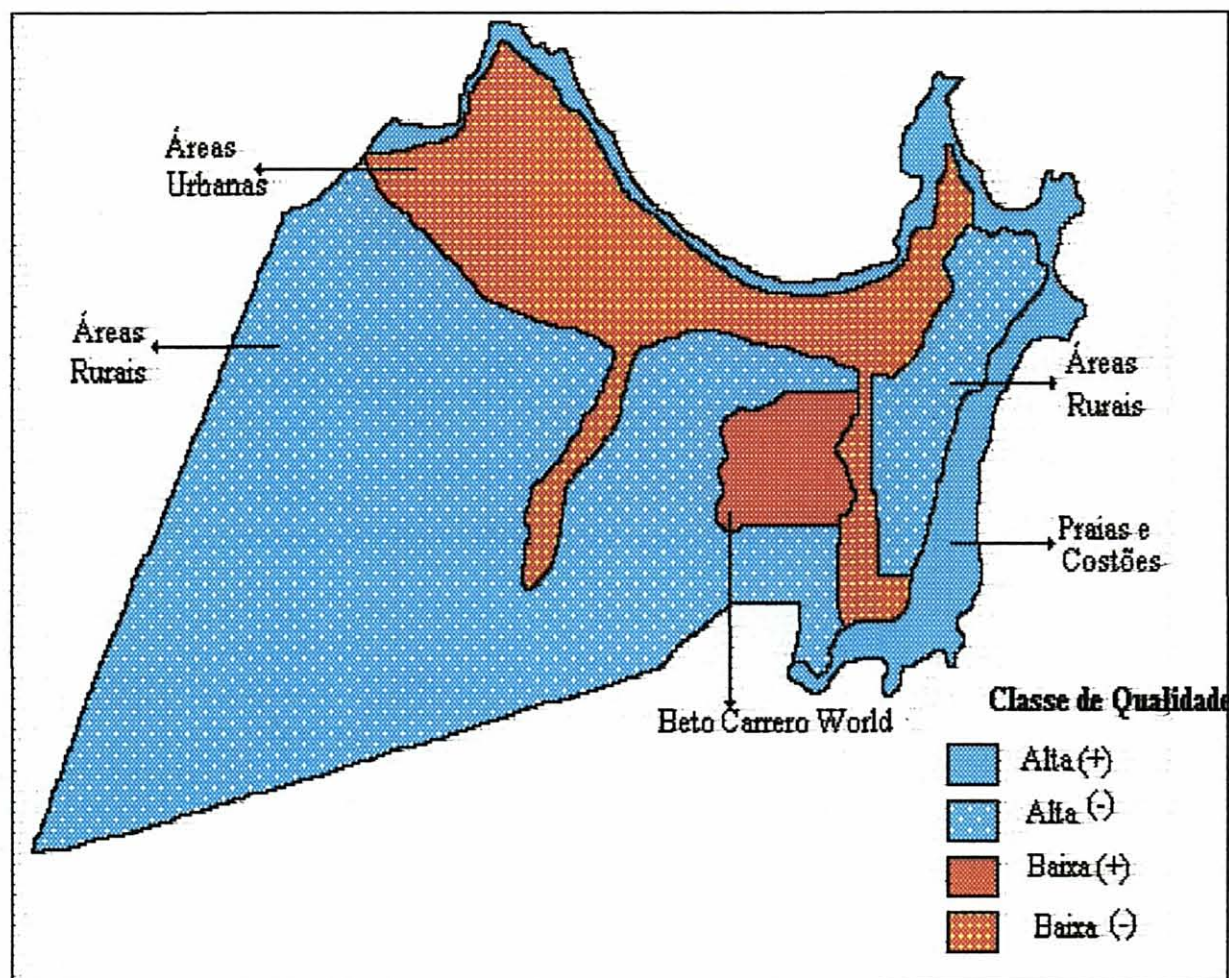 Áreas
Urbanas
Áreas
Rurais
Áreas
Rurais
Praias e
Costões
Beto Carrero World
Classe de Qualidade
Alta (+)
Alta (-)
Baixa (+)
Baixa (-)